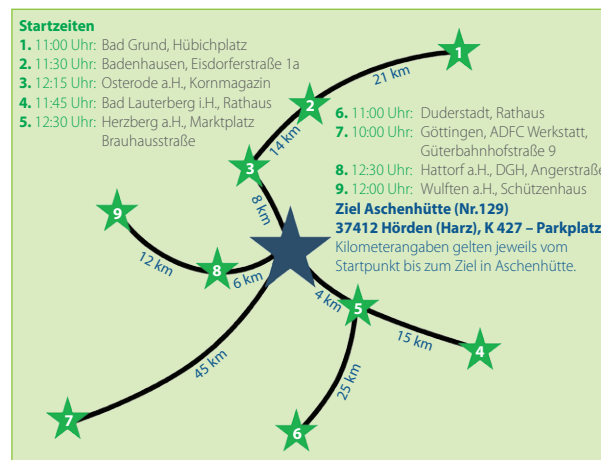 Startzeiten
1. 11:00 Uhr: Bad Grund, Hübichplatz
2. 11:30 Uhr: Badenhausen, Eisdorferstraße 1a
3. 12:15 Uhr: Osterode a.H., Kornmagazin
4. 11:45 Uhr: Bad Lauterberg i.H., Rathaus
5. 12:30 Uhr: Herzberg a.H., Marktplatz
Brauhausstraße
6. 11:00 Uhr: Duderstadt, Rathaus
7. 10:00 Uhr: Göttingen, ADFC Werkstatt,
Güterbahnhofstraße 9
8. 12:30 Uhr: Hattorf a.H., DGH, Angerstraße
9. 12:00 Uhr: Wulften a.H., Schützenhaus
Ziel Aschenhütte (Nr.129)
37412 Hörden (Harz), K 427 – Parkplatz
Kilometerangaben gelten jeweils vom
Startpunkt bis zum Ziel in Aschenhütte.
1
21 km
2
14 km
3
8 km
9
12 km
8
6 km
4 km
5
15 km
4
45 km
25 km
7
6